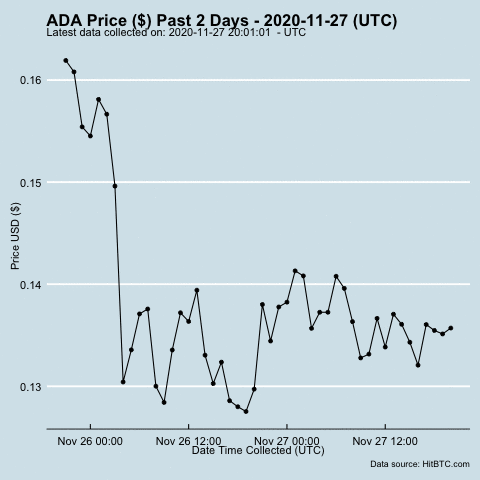 ADA Price ($) Past 2 Days - 2020-11-27 (UTC)
Latest data collected on: 2020-11-27 20:01:01 - UTC
0.16
0.15
0.14
0.13
Price USD ($)
Nov 26 00:00 Nov 26 12:00 Nov 27 00:00 Nov 27 12:00
Date Time Collected (UTC)
Data source: HitBTC.com